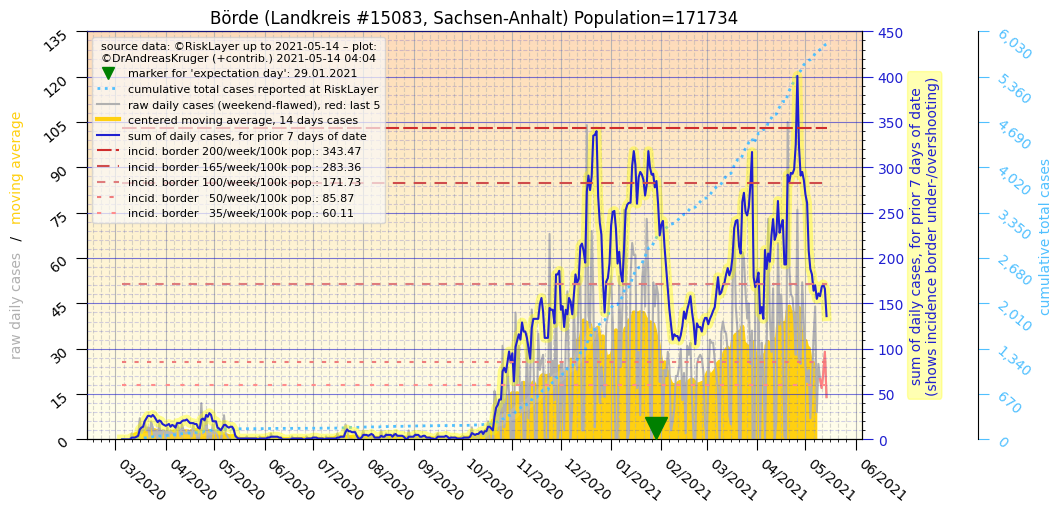 Börde (Landkreis #15083, Sachsen-Anhalt) Population=171734
source data: ©RiskLayer up to 2021-05-14 – plot:
©DrAndreasKruger (+contrib.) 2021-05-14 04:04
marker for 'expectation day': 29.01.2021
cumulative total cases reported at RiskLayer
raw daily cases (weekend-flawed), red: last 5
centered moving average, 14 days cases
sum of daily cases, for prior 7 days of date
incid. border 200/week/100k pop.: 343.47
incid. border 165/week/100k pop.: 283.36
incid. border 100/week/100k pop.: 171.73
incid. border   50/week/100k pop.: 85.87
incid. border   35/week/100k pop.: 60.11
raw daily cases  /  moving average
135
120
105
90
75
60
45
30
15
0
03/2020
04/2020
05/2020
06/2020
07/2020
08/2020
09/2020
10/2020
11/2020
12/2020
01/2021
02/2021
03/2021
04/2021
05/2021
06/2021
450
400
350
300
250
200
150
100
50
0
sum of daily cases, for prior 7 days of date
(shows incidence border under-/overshooting)
6,030
5,360
4,690
4,020
3,350
2,680
2,010
1,340
670
0
cumulative total cases